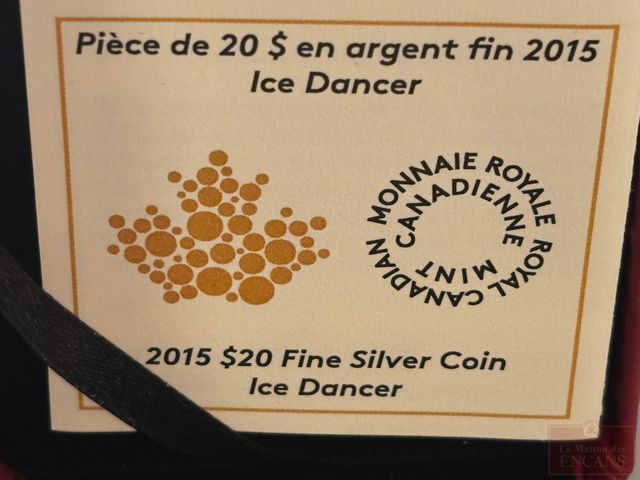 Pièce de 20 $ en argent fin 2015
Ice Dancer
MONNAIE ROYALE CANADIENNE
ROYAL CANADIAN MINT
2015 $20 Fine Silver Coin
Ice Dancer
La Maison des
ENCANS